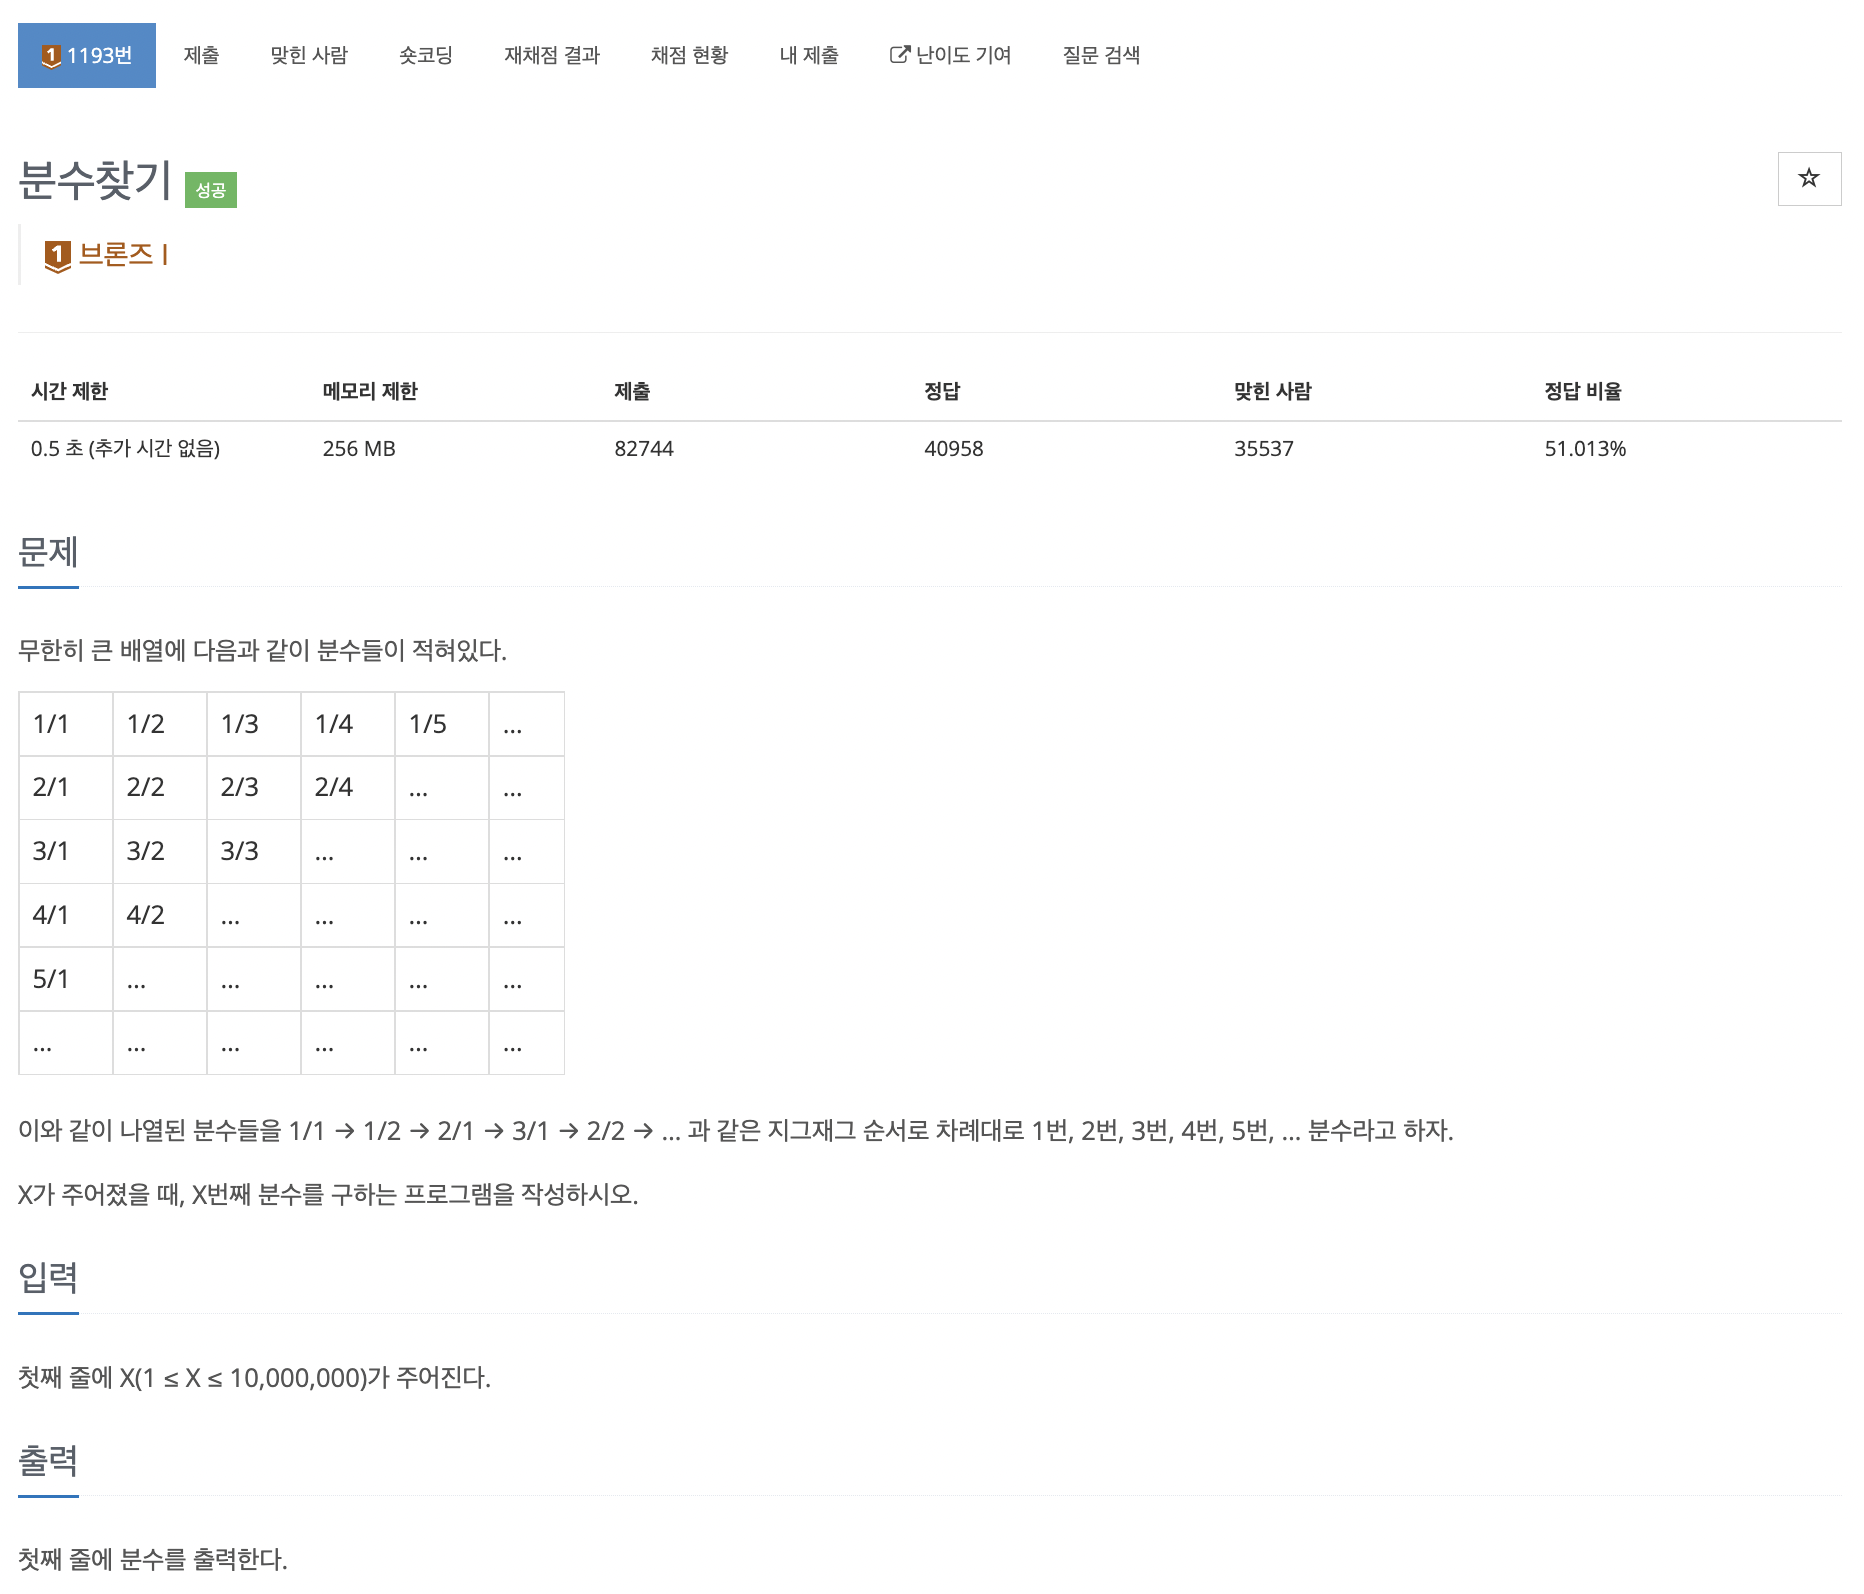 1 1193번 제출 맞힌 사람 숏코딩 재채점 결과 채점 현황 내 제출 난이도 기여 질문 검색
분수찾기 성공
1 브론즈 I
시간 제한 메모리 제한 제출 정답 맞힌 사람 정답 비율
0.5 초 (추가 시간 없음) 256 MB 82744 40958 35537 51.013%
문제
무한히 큰 배열에 다음과 같이 분수들이 적혀있다.
1/1 1/2 1/3 1/4 1/5 ...
2/1 2/2 2/3 2/4 ... ...
3/1 3/2 3/3 ... ... ...
4/1 4/2 ... ... ... ...
5/1 ... ... ... ... ...
... ... ... ... ... ...
이와 같이 나열된 분수들을 1/1 → 1/2 → 2/1 → 3/1 → 2/2 → … 과 같은 지그재그 순서로 차례대로 1번, 2번, 3번, 4번, 5번, … 분수라고 하자.
X가 주어졌을 때, X번째 분수를 구하는 프로그램을 작성하시오.
입력
첫째 줄에 X(1 ≤ X ≤ 10,000,000)가 주어진다.
출력
첫째 줄에 분수를 출력한다.